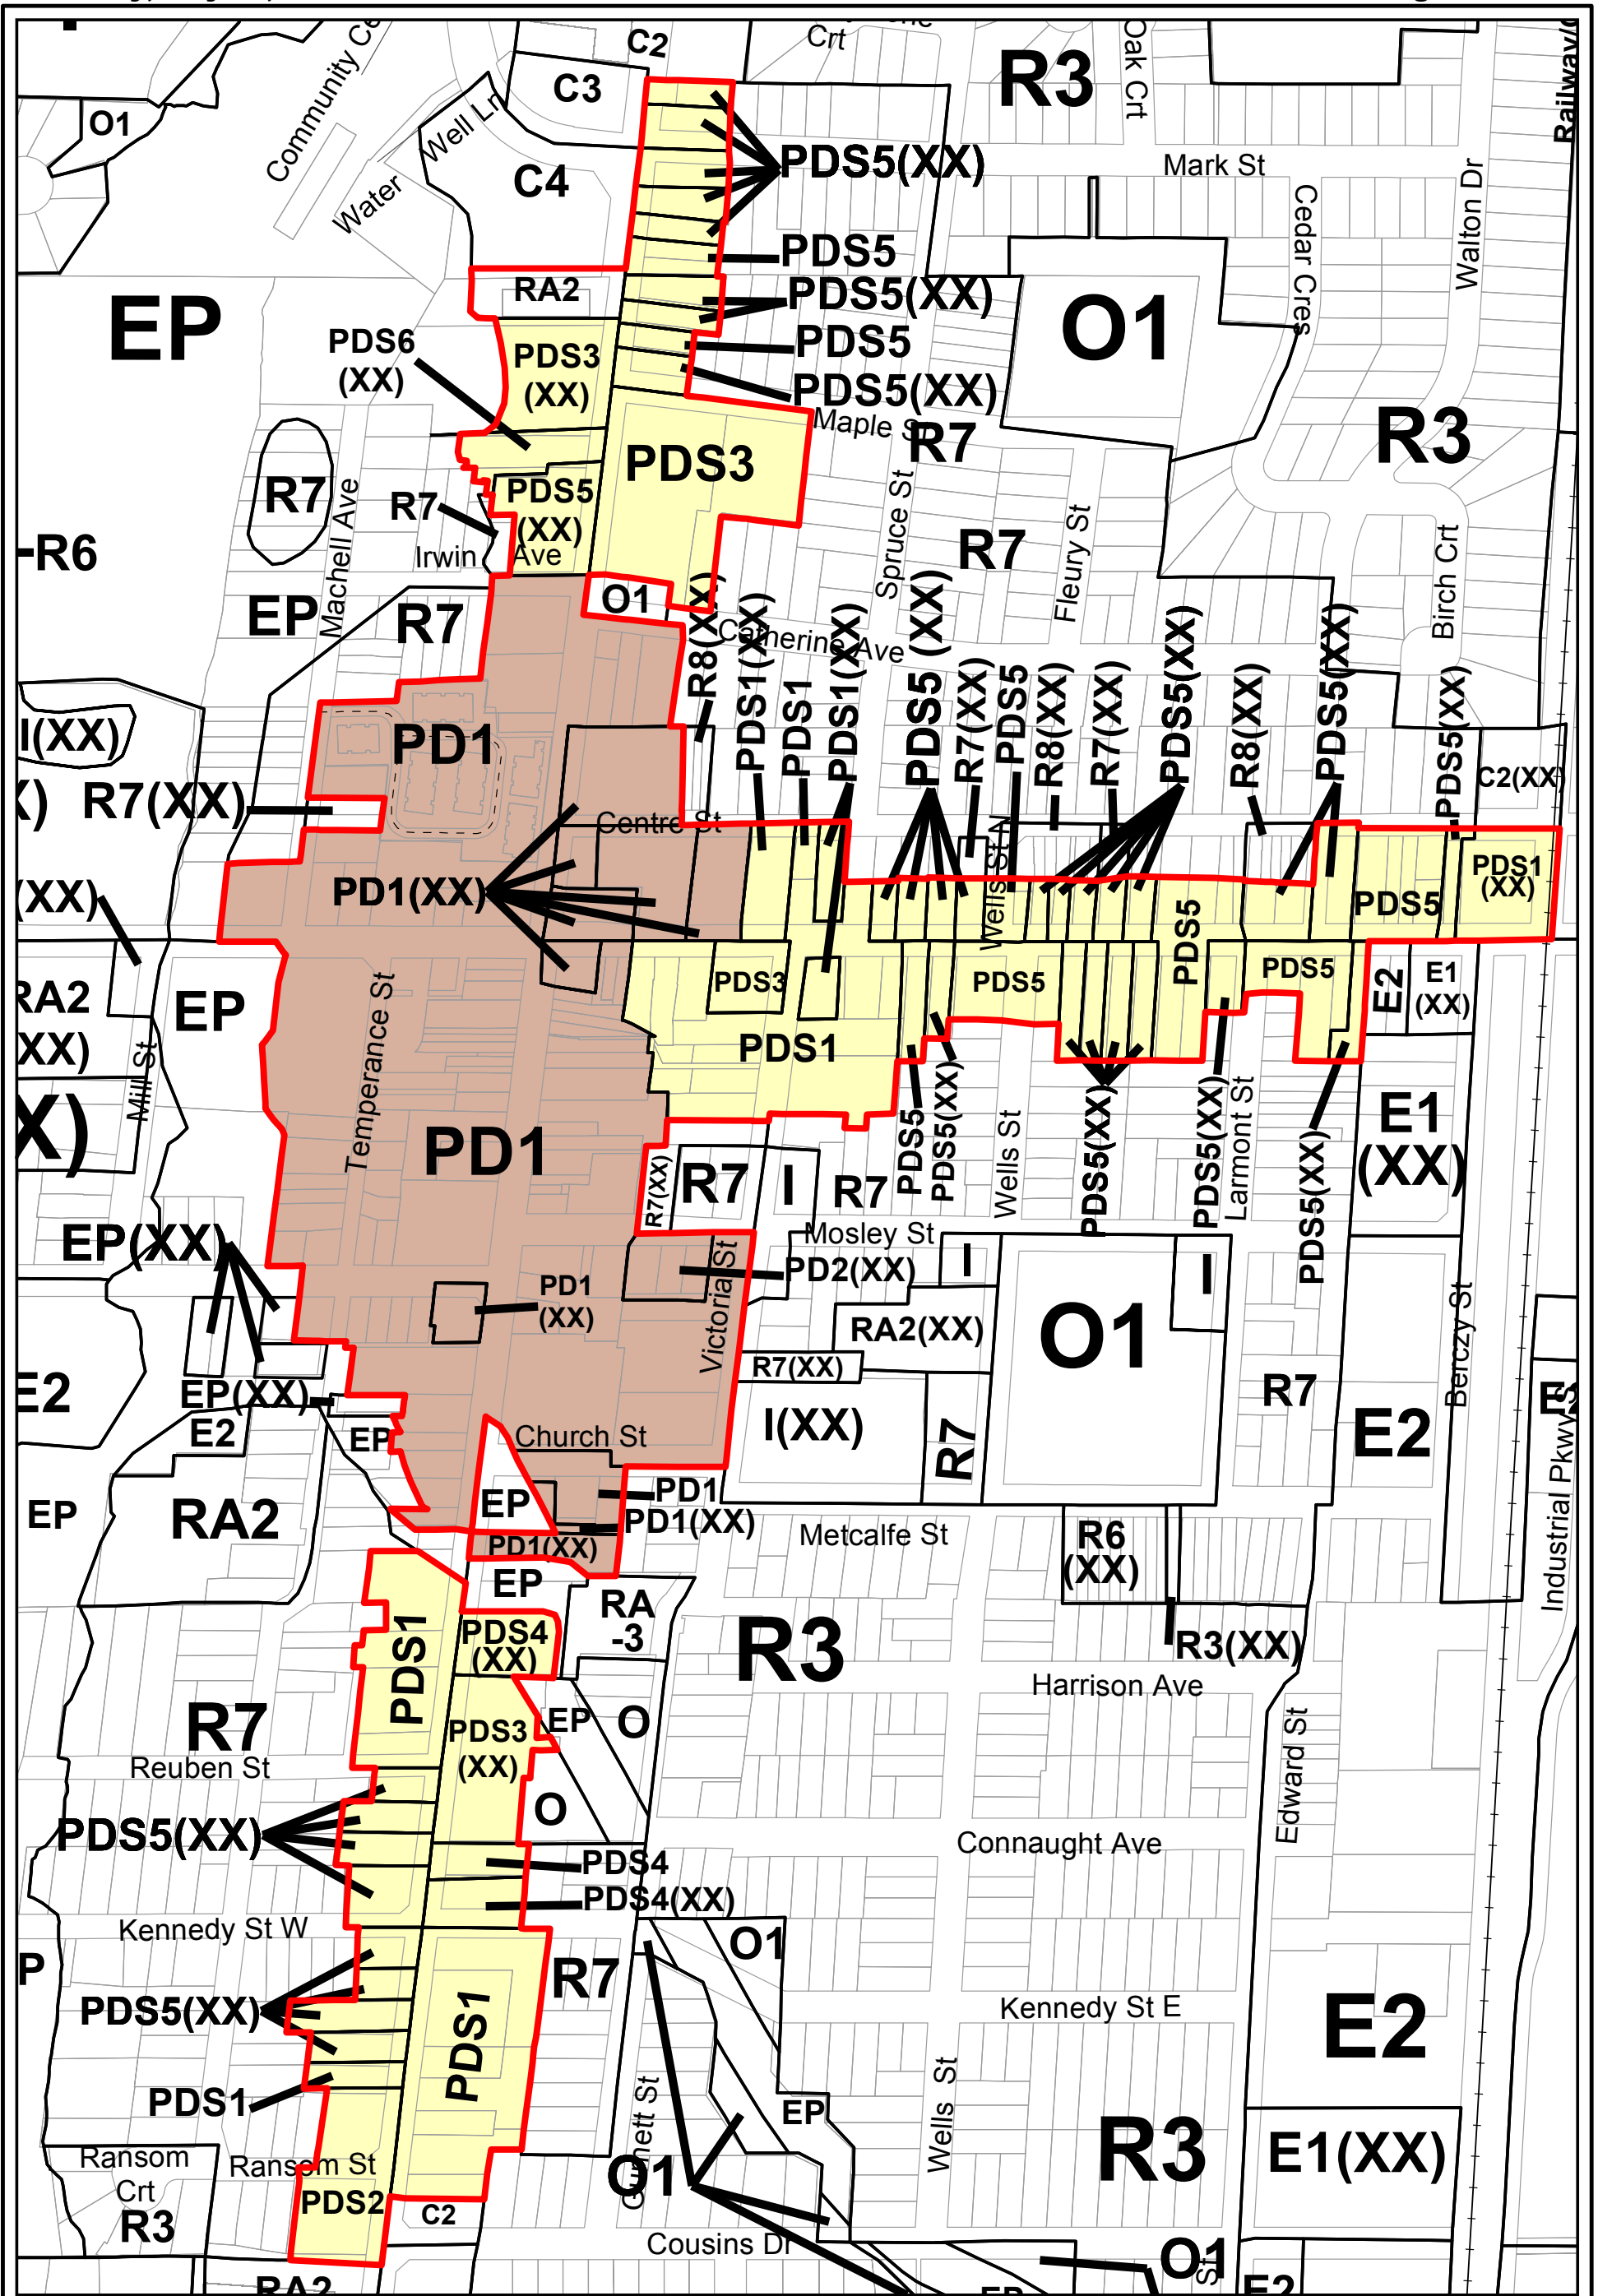 C2
Crt
Community Ce
C3
R3
Oak Crt
O1
Well Ln
C4
PDS5(XX)
Mark St
Water
Cedar Cres
Walton Dr
PDS5
RA2
PDS5(XX)
EP
O1
PDS6
(XX)
PDS3
(XX)
PDS5
PDS5(XX)
Maple S
R7
R3
PDS3
R7
Machell Ave
R7
PDS5
(XX)
Spruce St
Fleury St
Birch Crt
-R6
Irwin Ave
R7
EP
R7
O1
Catherine Ave
R8(XX)
PDS1(XX)
PDS1
PDS1(XX)
PDS5
(XX)
R7(XX)
PDS5
R8(XX)
R7(XX)
PDS5(XX)
R8(XX)
PDS5(XX)
PDS5(XX)
I(XX)
PD1
C2(XX)
X)
R7(XX)
Centre St
Wells St N
PDS1
(XX)
(XX)
PD1(XX)
PDS5
PDS5
Temperance St
PDS3
PDS5
PDS5
E2
E1
(XX)
RA2
(XX)
EP
PDS1
Mill St
X)
PDS5
PDS5(XX)
Wells St
PDS5(XX)
PDS5(XX)
Larmont St
PDS5(XX)
E1
(XX)
PD1
R7(XX)
R7
I
R7
Mosley St
EP(XX)
PD1
(XX)
Victoria St
PD2(XX)
I
I
O1
Berczy St
RA2(XX)
R7(XX)
E2
EP(XX)
R7
E2
EP
Church St
I(XX)
R7
E2
Industrial Pkwy S
EP
RA2
EP
PD1
PD1(XX)
PD1(XX)
Metcalfe St
R6
(XX)
EP
RA
-3
PDS1
PDS4
(XX)
R3
R3(XX)
Harrison Ave
R7
PDS3
(XX)
EP
O
Edward St
Reuben St
O
PDS5(XX)
Connaught Ave
PDS4
PDS4(XX)
Kennedy St W
O1
P
R7
PDS5(XX)
PDS1
Kennedy St E
E2
PDS1
Gurnett St
EP
Wells St
R3
E1(XX)
Ransom
Crt
Ransom St
O1
R3
PDS2
C2
Cousins Dr
O1
St
RA2
EP
E2